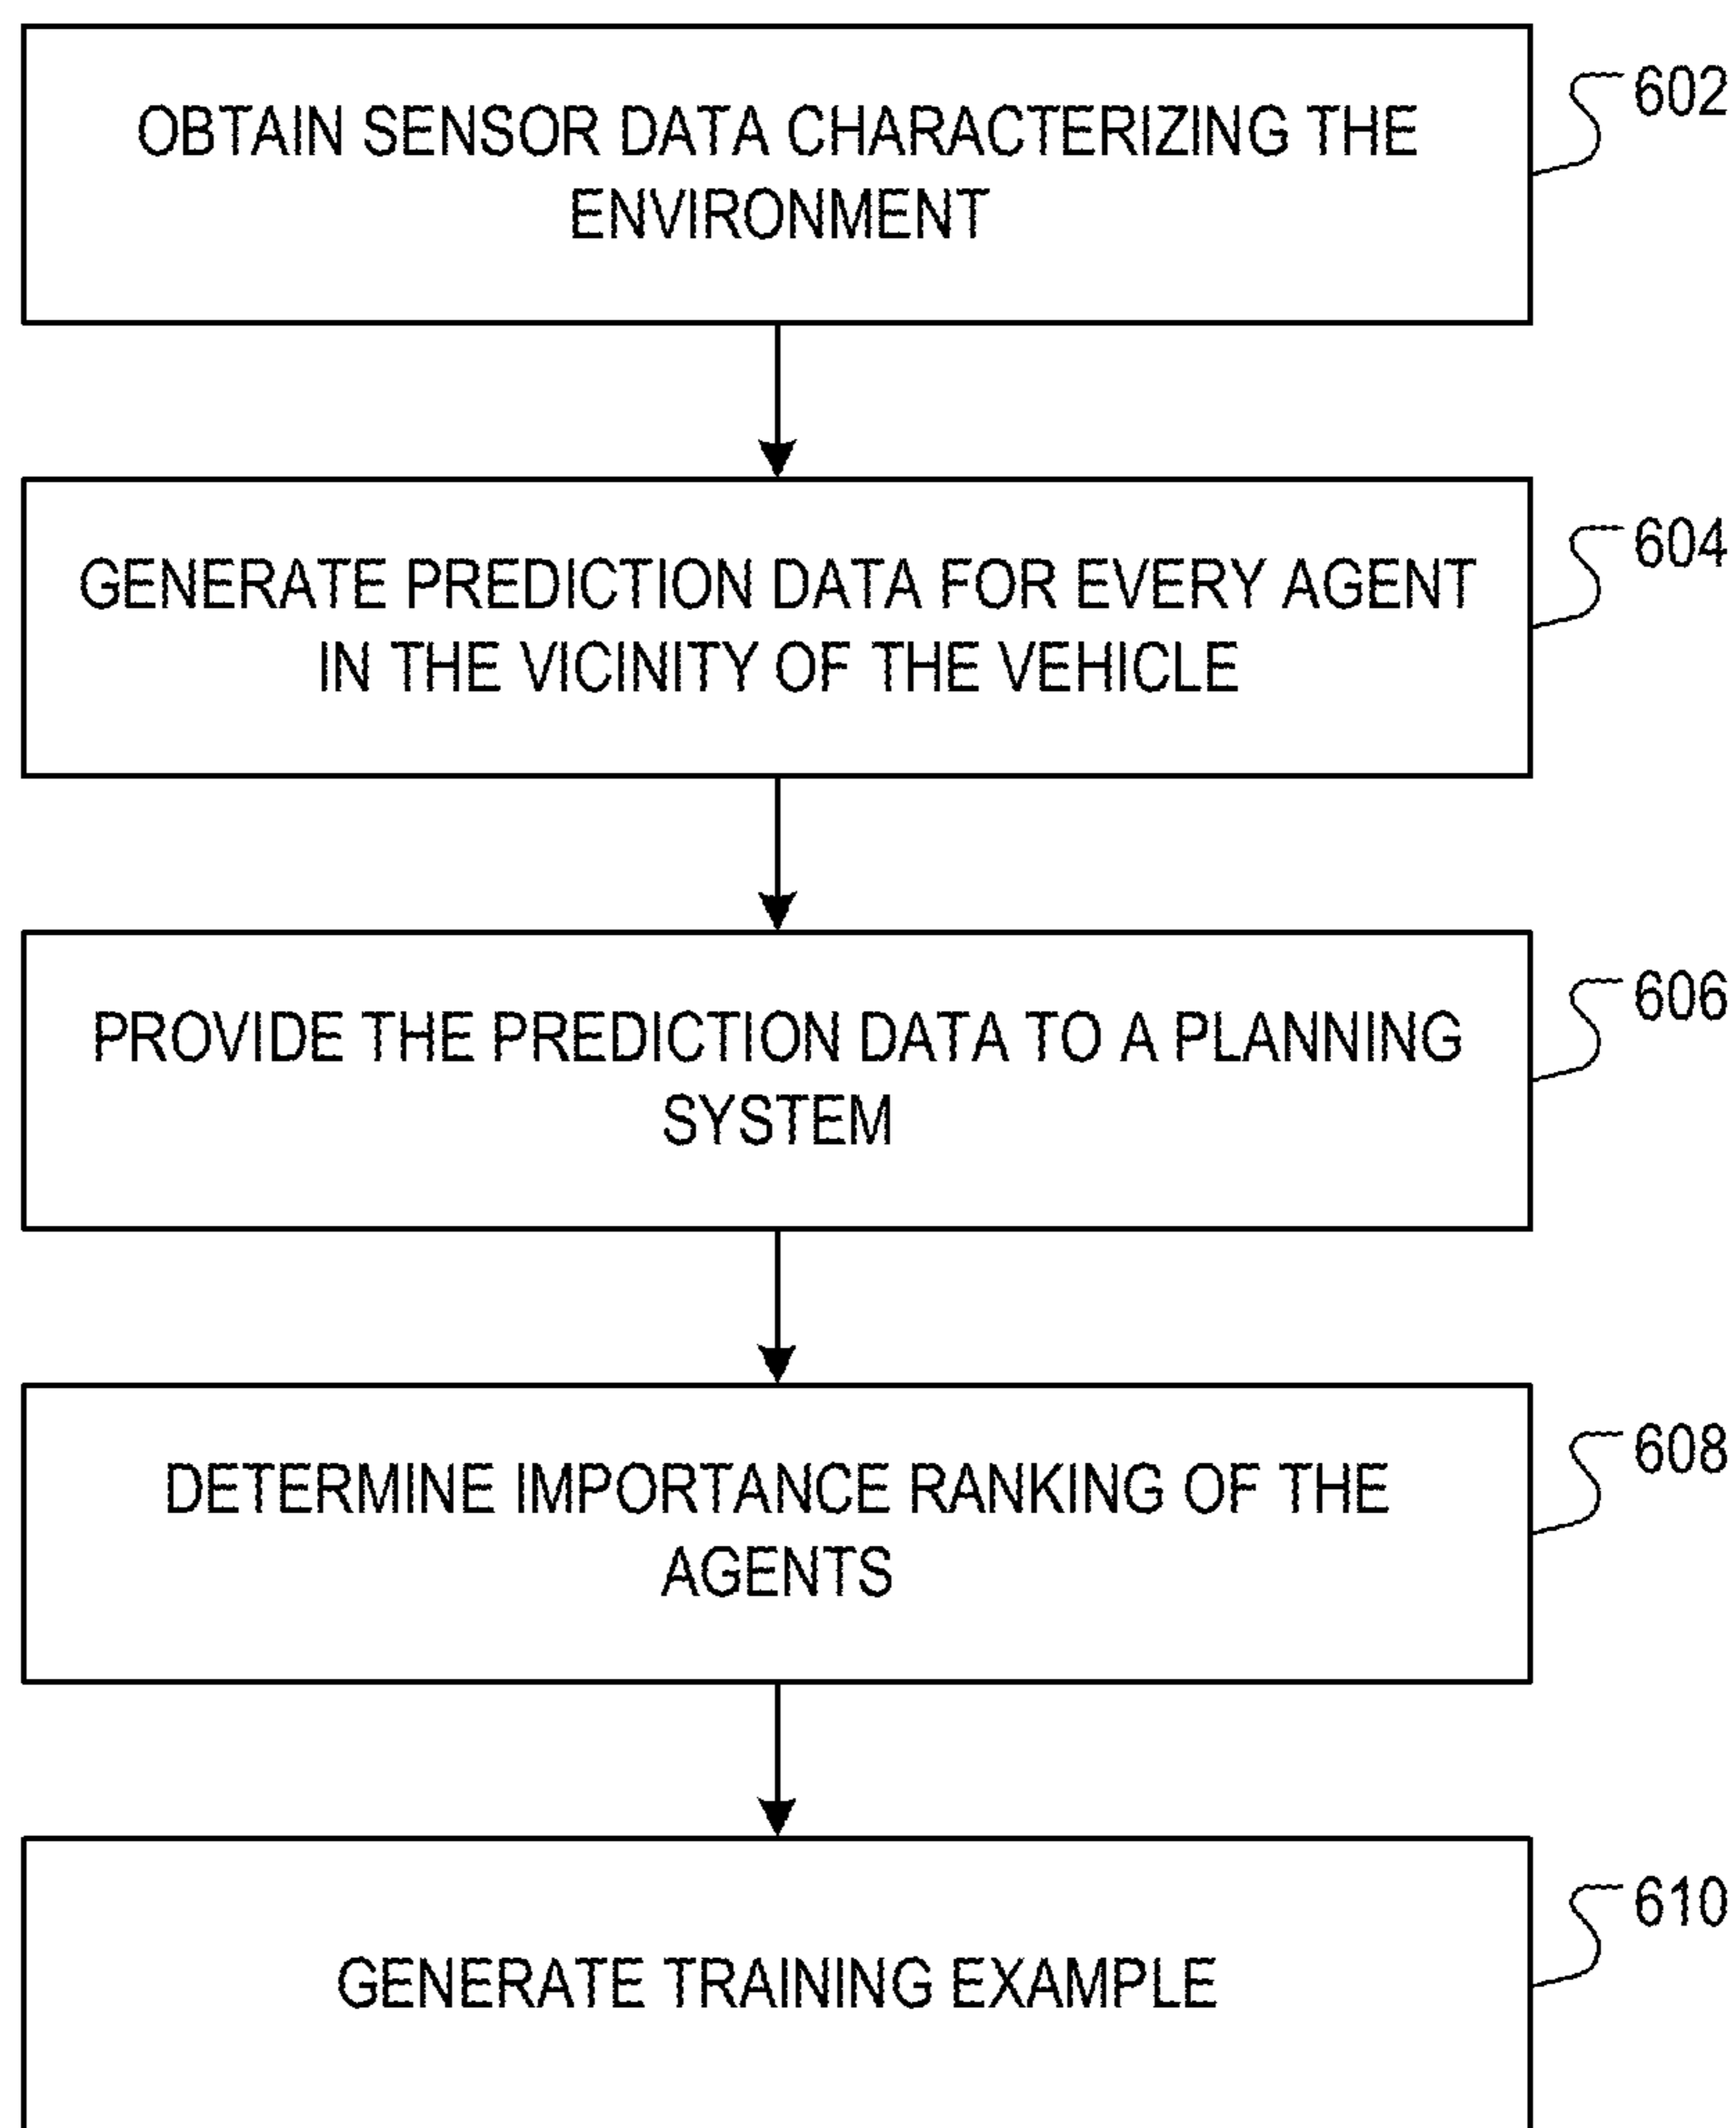 OBTAIN SENSOR DATA CHARACTERIZING THE
ENVIRONMENT
602
GENERATE PREDICTION DATA FOR EVERY AGENT
IN THE VICINITY OF THE VEHICLE
604
PROVIDE THE PREDICTION DATA TO A PLANNING
SYSTEM
606
DETERMINE IMPORTANCE RANKING OF THE
AGENTS
608
GENERATE TRAINING EXAMPLE
610